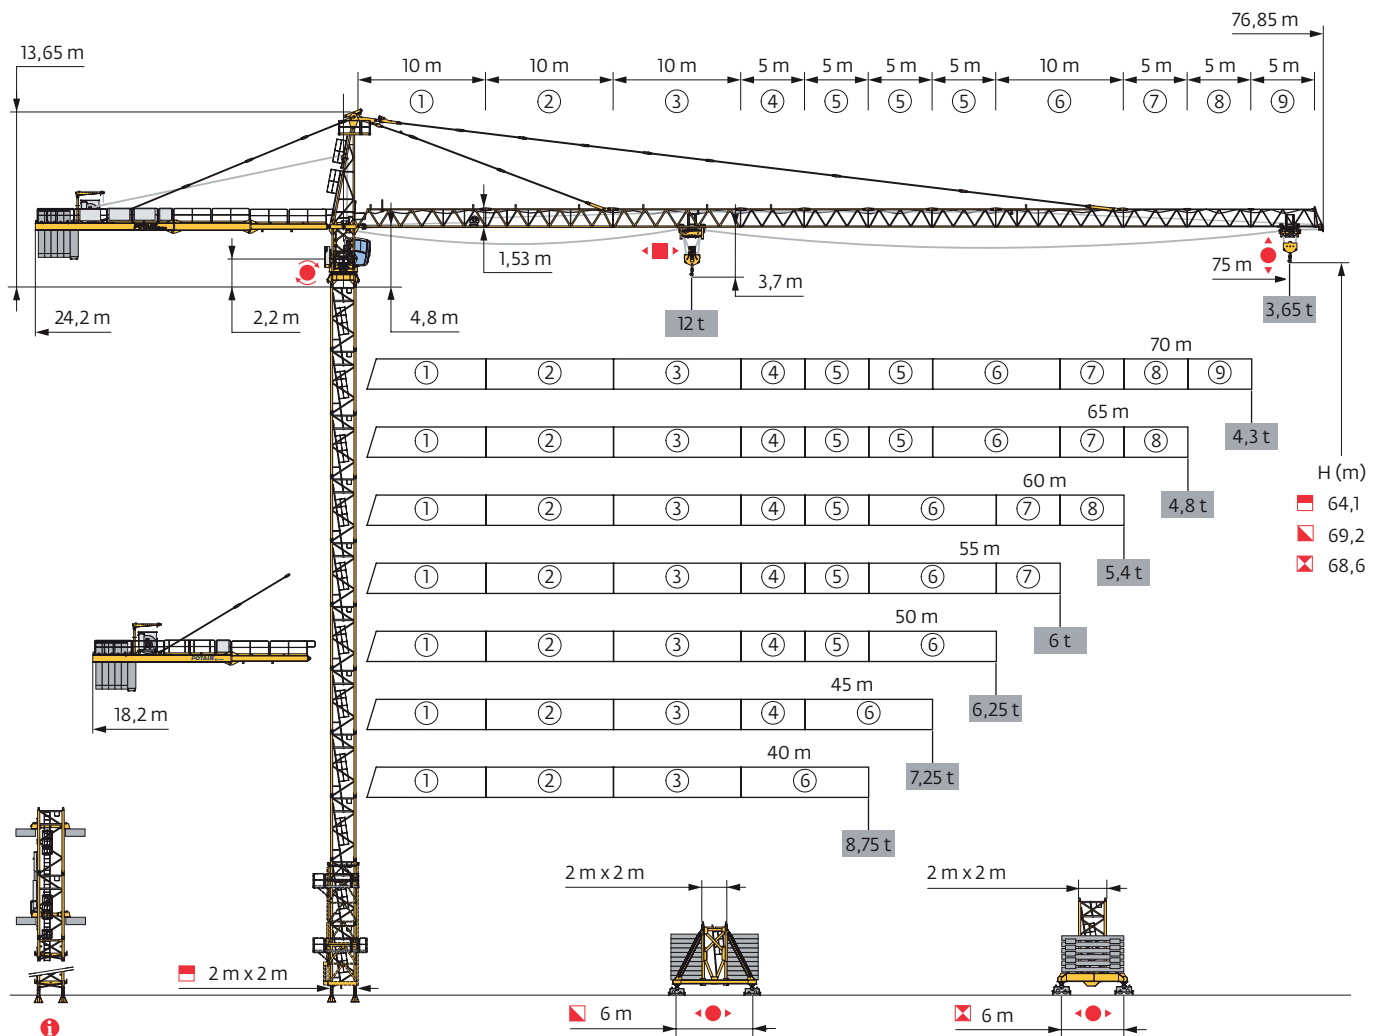 76,85 m
13,65 m
10 m 10 m 10 m 5 m 5 m 5 m 5 m 10 m 5 m 5 m 5 m
① ② ③ ④ ⑤ ⑤ ⑤ ⑥ ⑦ ⑧ ⑨
1,53 m
75 m
3,7 m
24,2 m
2,2 m
4,8 m
12 t
3,65 t
70 m
① ② ③ ④ ⑤ ⑤ ⑥ ⑦ ⑧ ⑨
4,3 t
65 m
① ② ③ ④ ⑤ ⑤ ⑥ ⑦ ⑧
4,8 t
H (m)
64,1
69,2
68,6
60 m
① ② ③ ④ ⑤ ⑥ ⑦ ⑧
5,4 t
55 m
① ② ③ ④ ⑤ ⑥ ⑦
6 t
50 m
① ② ③ ④ ⑤ ⑥
6,25 t
POTAIN
18,2 m
45 m
① ② ③ ④ ⑥
7,25 t
40 m
① ② ③ ⑥
8,75 t
2 m x 2 m
2 m x 2 m
2 m x 2 m
6 m
6 m
i